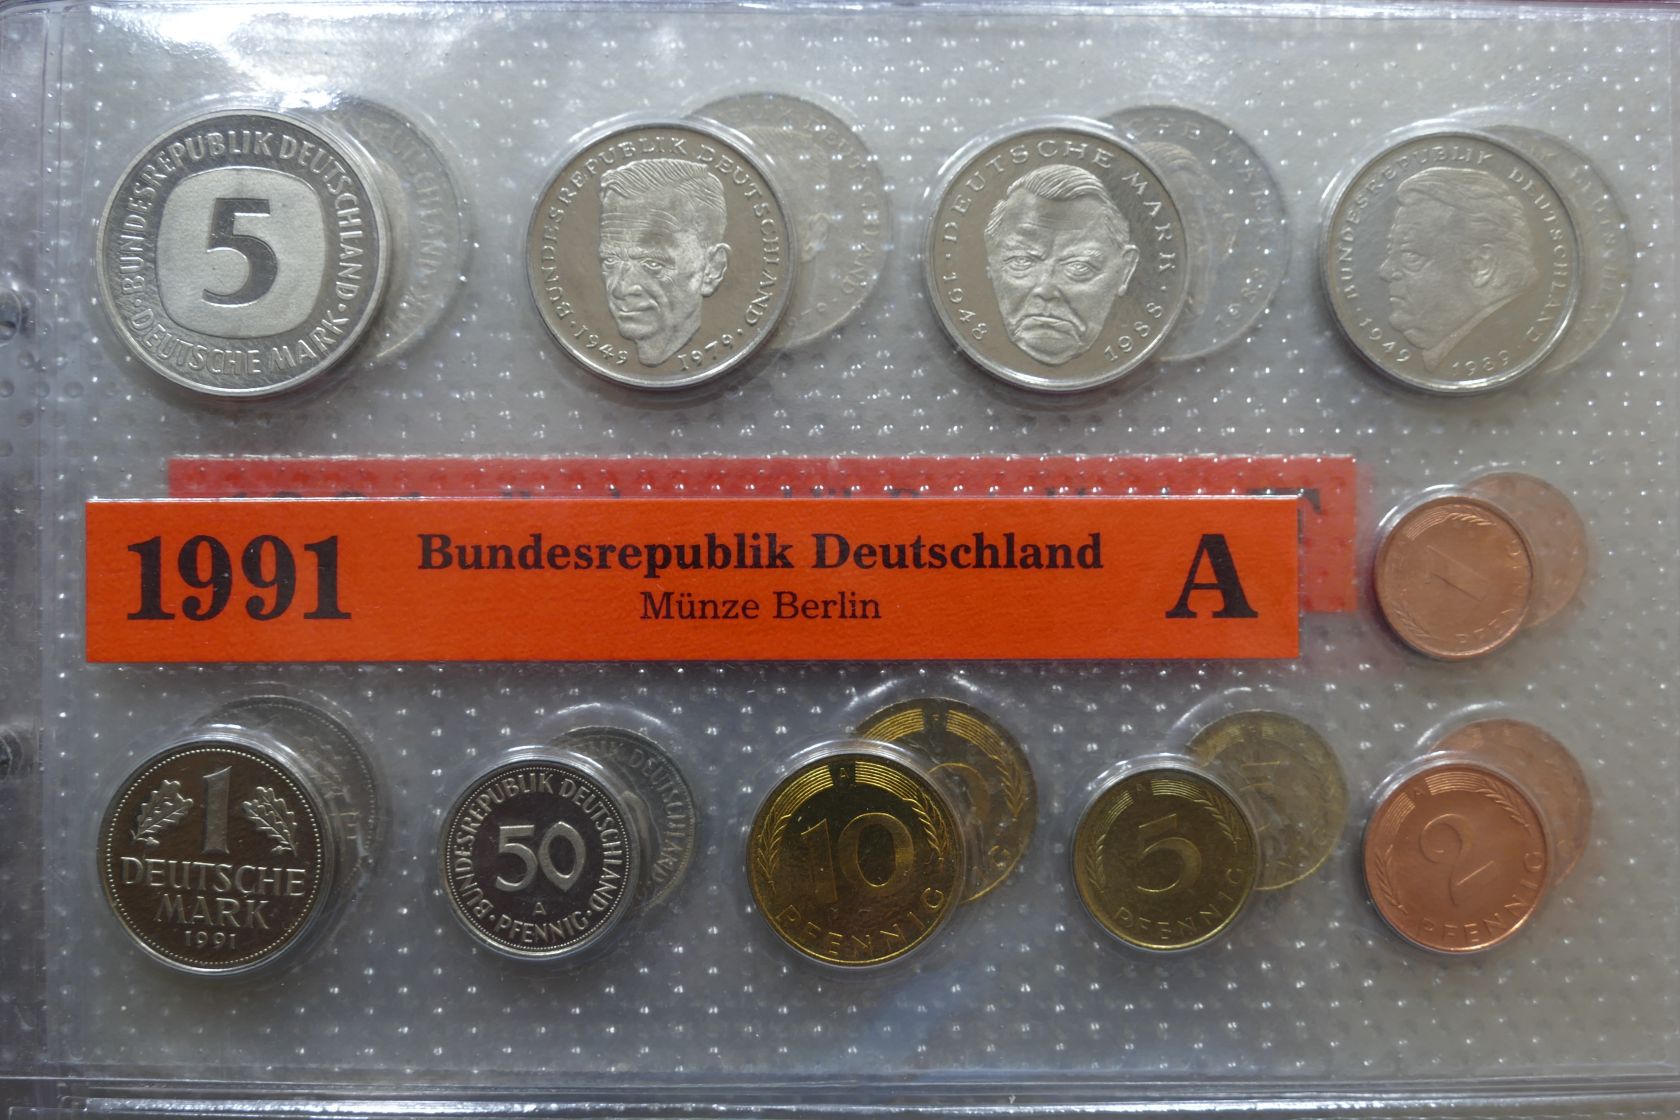 BUNDESREPUBLIK DEUTSCHLAND · DEUTSCHE MARK ·
5
BUNDESREPUBLIK DEUTSCHLAND · 1949 1979 ·
· DEUTSCHE MARK · 1948 1988
BUNDESREPUBLIK DEUTSCHLAND · 1949 1989
1991
Bundesrepublik Deutschland
Münze Berlin
A
1
PFENNIG
1
DEUTSCHE
MARK
1991
BUNDESREPUBLIK DEUTSCHLAND · PFENNIG ·
50
A
A
10
PFENNIG
A
5
PFENNIG
2
PFENNIG